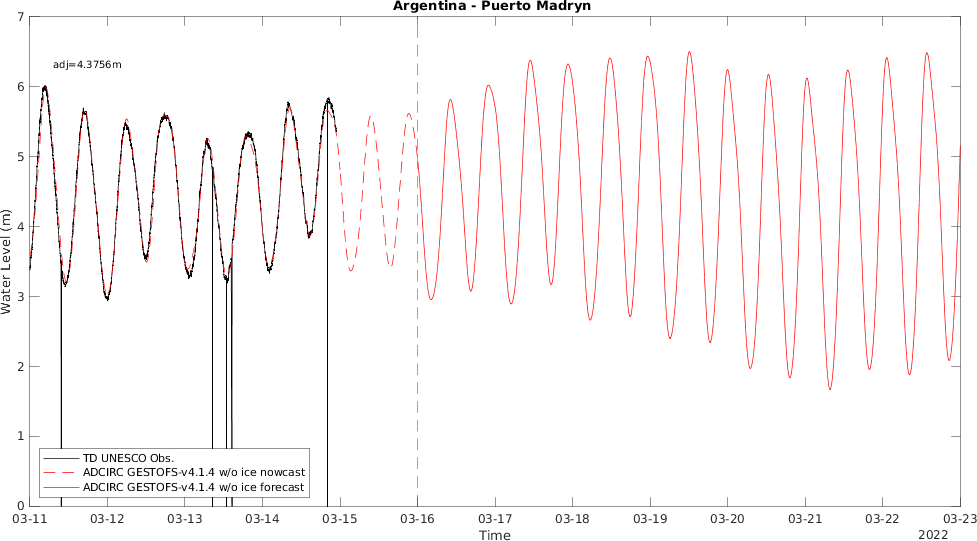 Argentina - Puerto Madryn
7
adj=4.3756m
6
5
4
3
2
1
0
Water Level (m)
TD UNESCO Obs.
ADCIRC GESTOFS-v4.1.4 w/o ice nowcast
ADCIRC GESTOFS-v4.1.4 w/o ice forecast
03-11 03-12 03-13 03-14 03-15 03-16 03-17 03-18 03-19 03-20 03-21 03-22 03-23
Time
2022